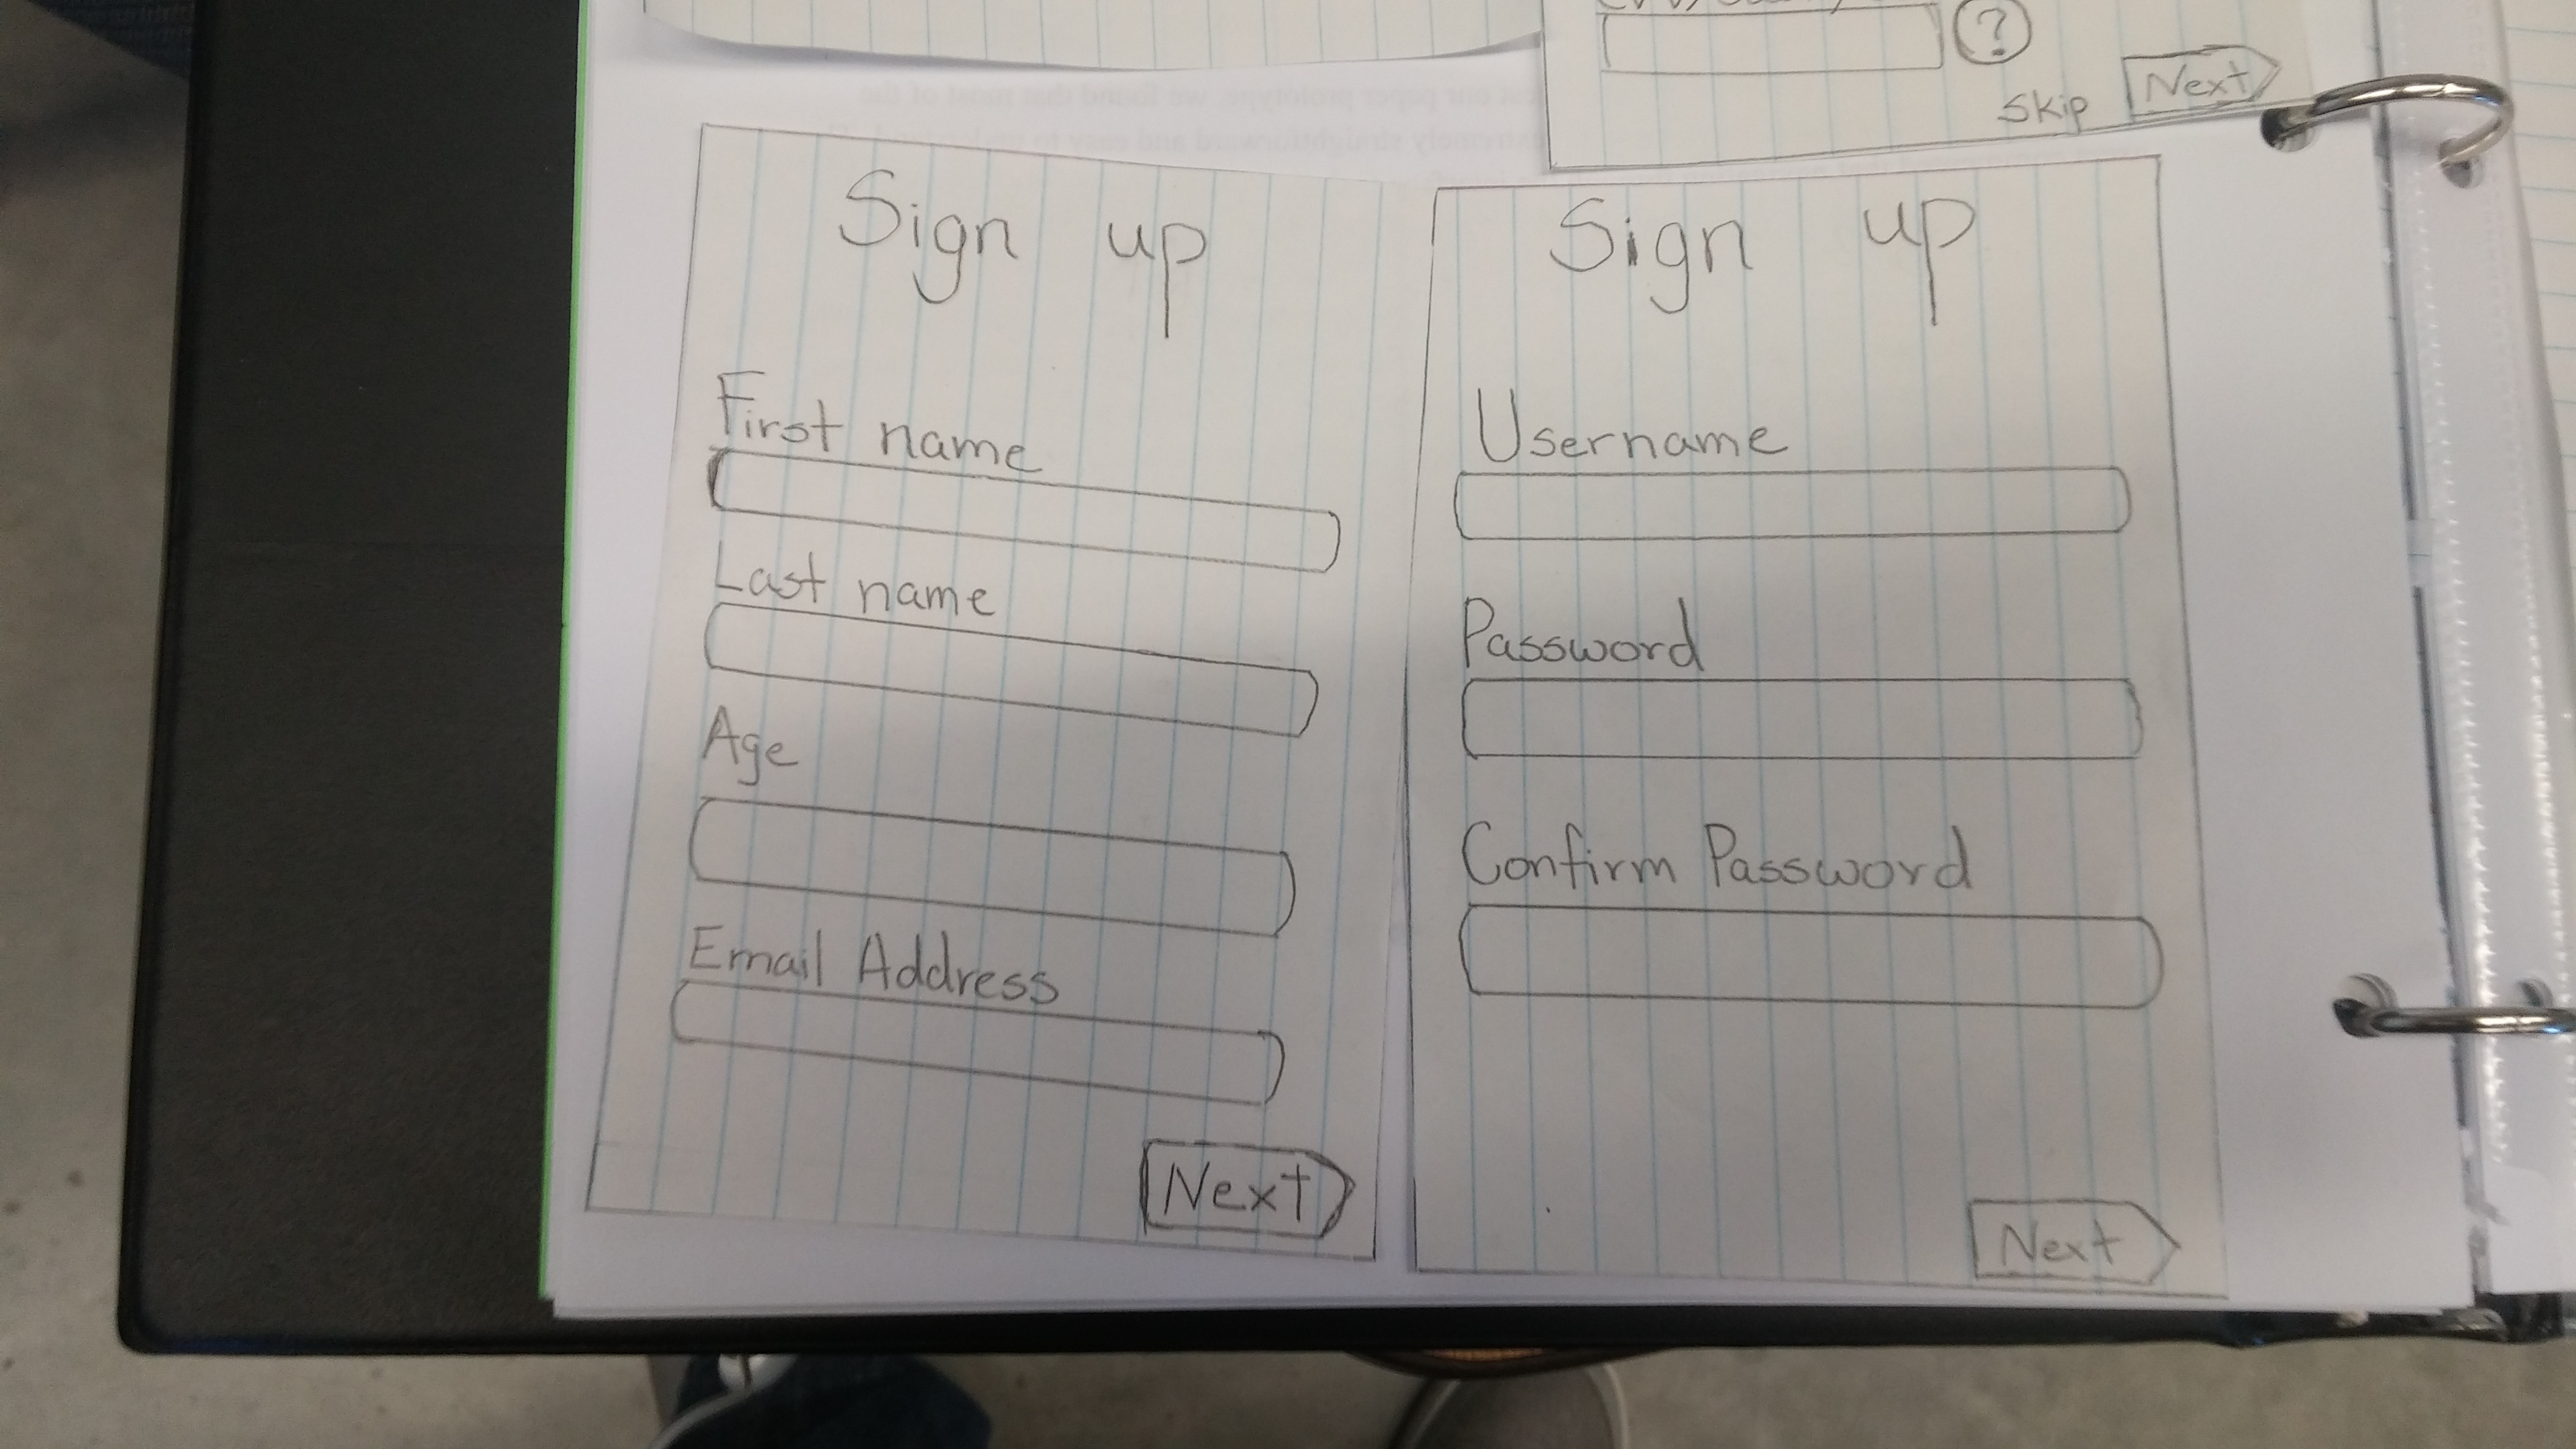 Skip
Next
?
Sign up
First name
Last name
Age
Email Address
Next
Sign up
Username
Password
Confirm Password
Next